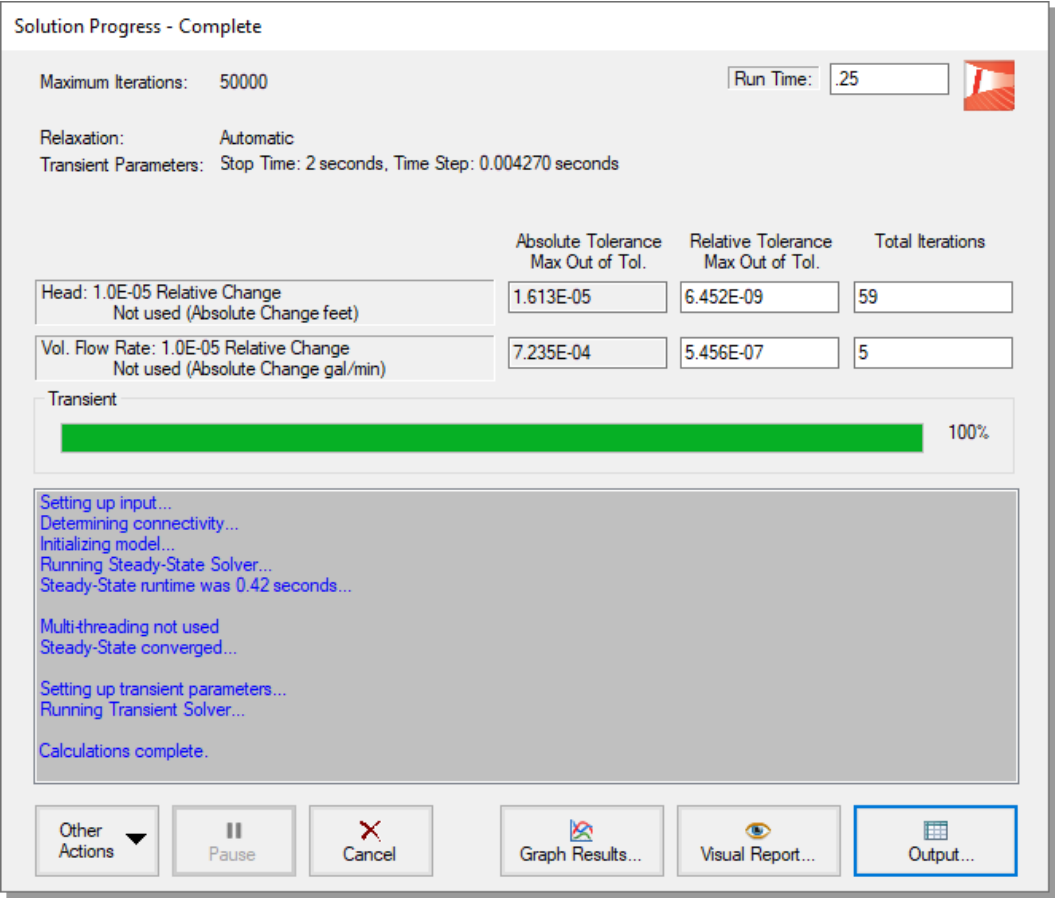 Solution Progress - Complete
Maximum Iterations: 50000
Run Time: .25
Relaxation: Automatic
Transient Parameters: Stop Time: 2 seconds, Time Step: 0.004270 seconds
Absolute Tolerance Relative Tolerance Total Iterations
Max Out of Tol. Max Out of Tol.
Head: 1.0E-05 Relative Change
Not used (Absolute Change feet)
1.613E-05 6.452E-09 59
Vol. Flow Rate: 1.0E-05 Relative Change
Not used (Absolute Change gal/min)
7.235E-04 5.456E-07 5
Transient
100%
Setting up input...
Determining connectivity...
Initializing model...
Running Steady-State Solver...
Steady-State runtime was 0.42 seconds...
Multi-threading not used
Steady-State converged...
Setting up transient parameters...
Running Transient Solver...
Calculations complete.
Other
Actions
Pause
Cancel
Graph Results...
Visual Report...
Output...